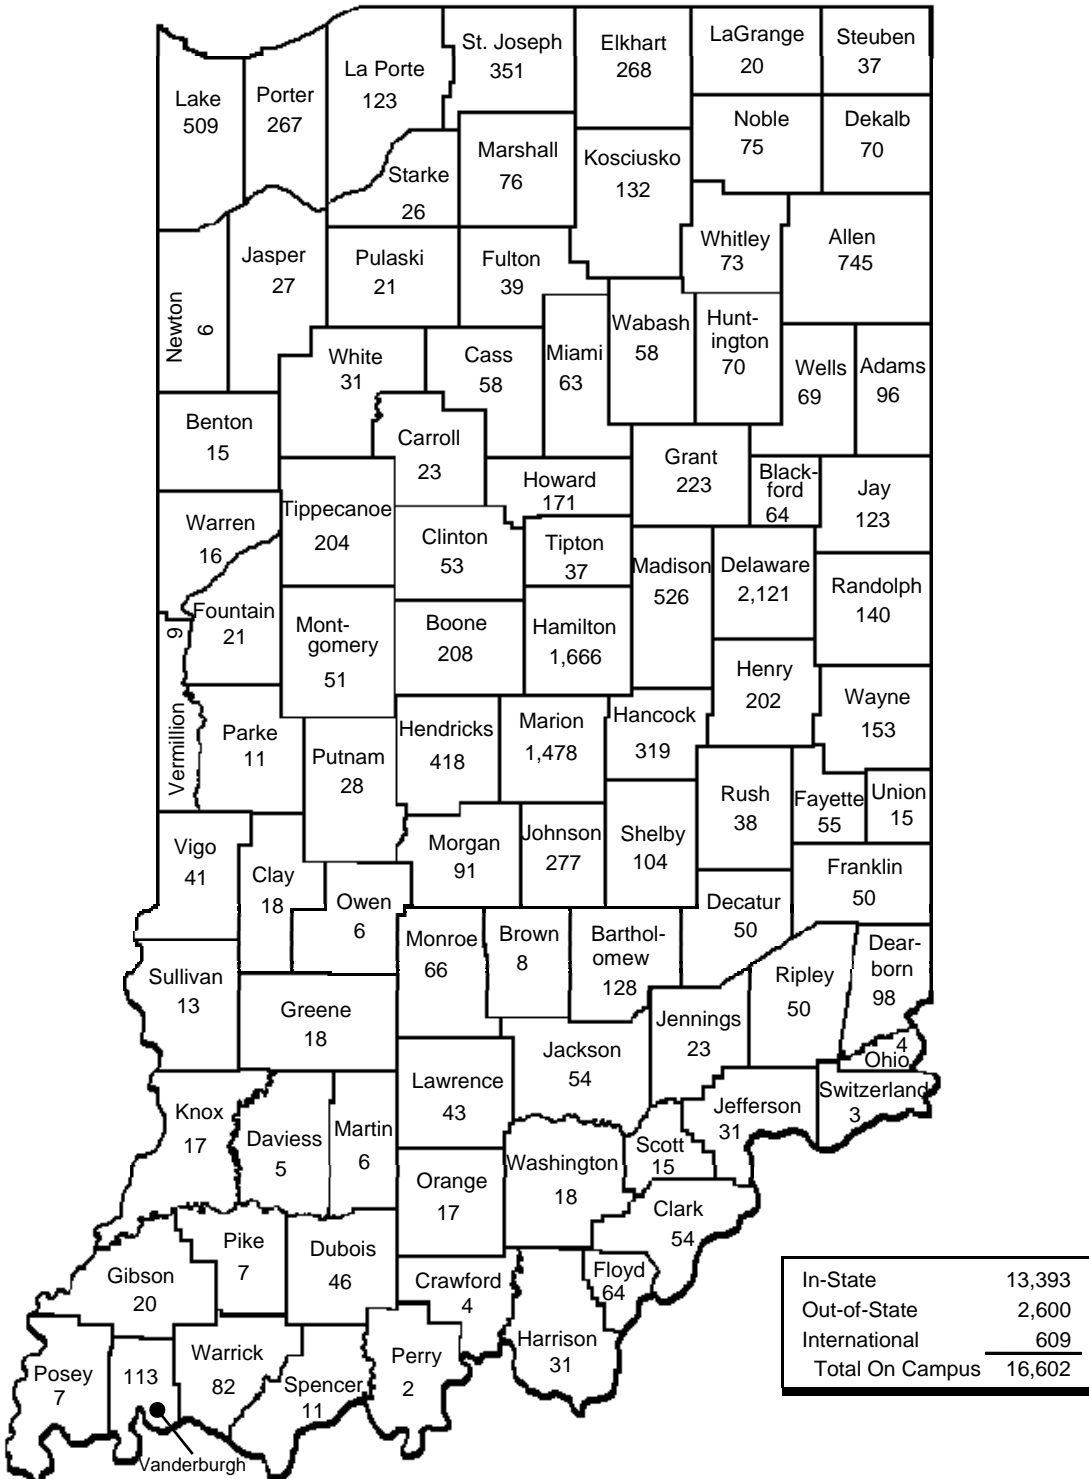 St. Joseph
351
Elkhart
268
LaGrange
20
Steuben
37
La Porte
123
Lake
509
Porter
267
Noble
75
Dekalb
70
Marshall
76
Kosciusko
132
Starke
26
Whitley
73
Allen
745
Jasper
27
Pulaski
21
Fulton
39
Newton
6
Wabash
58
Hunt-
ington
70
White
31
Cass
58
Miami
63
Wells
69
Adams
96
Benton
15
Carroll
23
Grant
223
Howard
171
Black-
ford
64
Jay
123
Warren
16
Tippecanoe
204
Clinton
53
Tipton
37
Madison
526
Delaware
2,121
Randolph
140
Fountain
21
Mont-
gomery
51
Boone
208
Hamilton
1,666
Henry
202
Wayne
153
Vermillion
9
Parke
11
Putnam
28
Hendricks
418
Marion
1,478
Hancock
319
Rush
38
Fayette
55
Union
15
Vigo
41
Clay
18
Morgan
91
Johnson
277
Shelby
104
Franklin
50
Owen
6
Decatur
50
Monroe
66
Brown
8
Barthol-
omew
128
Dear-
born
98
Sullivan
13
Ripley
50
Greene
18
Jennings
23
4
Ohio
Jackson
54
Lawrence
43
Switzerland
3
Jefferson
31
Knox
17
Daviess
5
Martin
6
Scott
15
Washington
18
Orange
17
Clark
54
Pike
7
Dubois
46
Gibson
20
Crawford
4
Floyd
64
Harrison
31
Posey
7
113
Vanderburgh
Warrick
82
Spencer
11
Perry
2
In-State 13,393
Out-of-State 2,600
International 609
Total On Campus 16,602